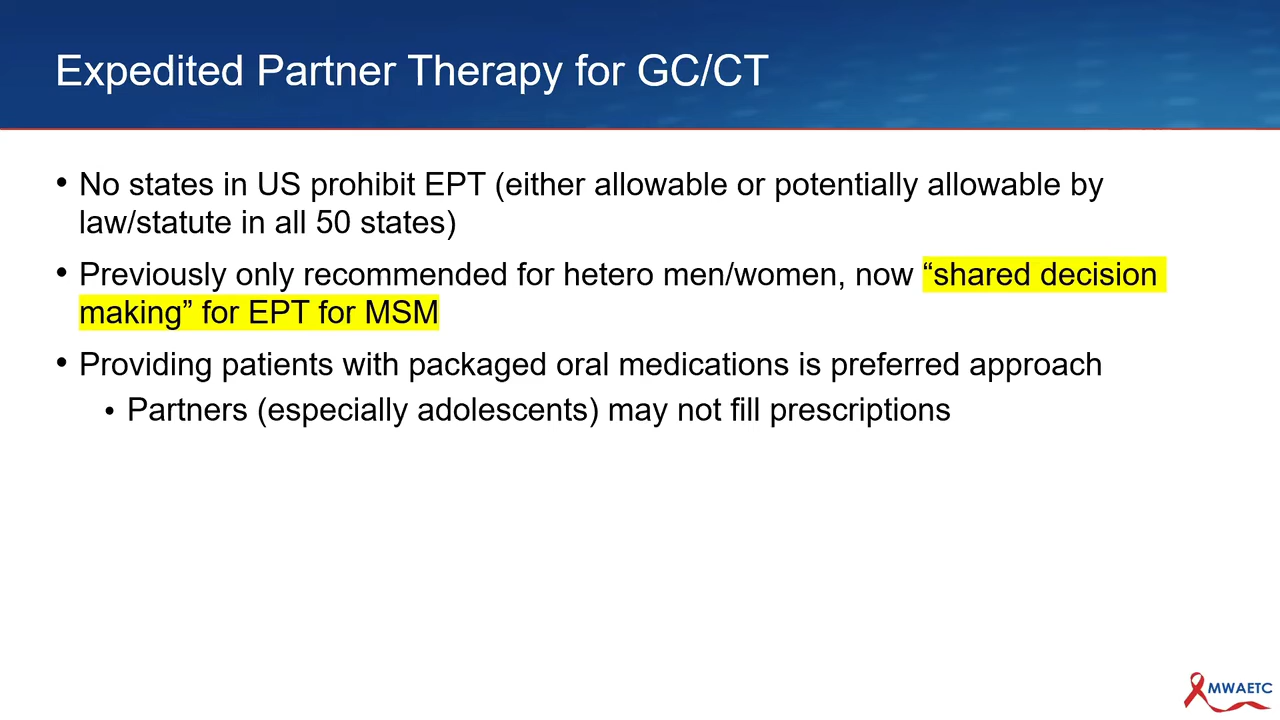 Expedited Partner Therapy for GC/CT
• No states in US prohibit EPT (either allowable or potentially allowable by
law/statute in all 50 states)
• Previously only recommended for hetero men/women, now “shared decision
making” for EPT for MSM
• Providing patients with packaged oral medications is preferred approach
• Partners (especially adolescents) may not fill prescriptions
MWAETC